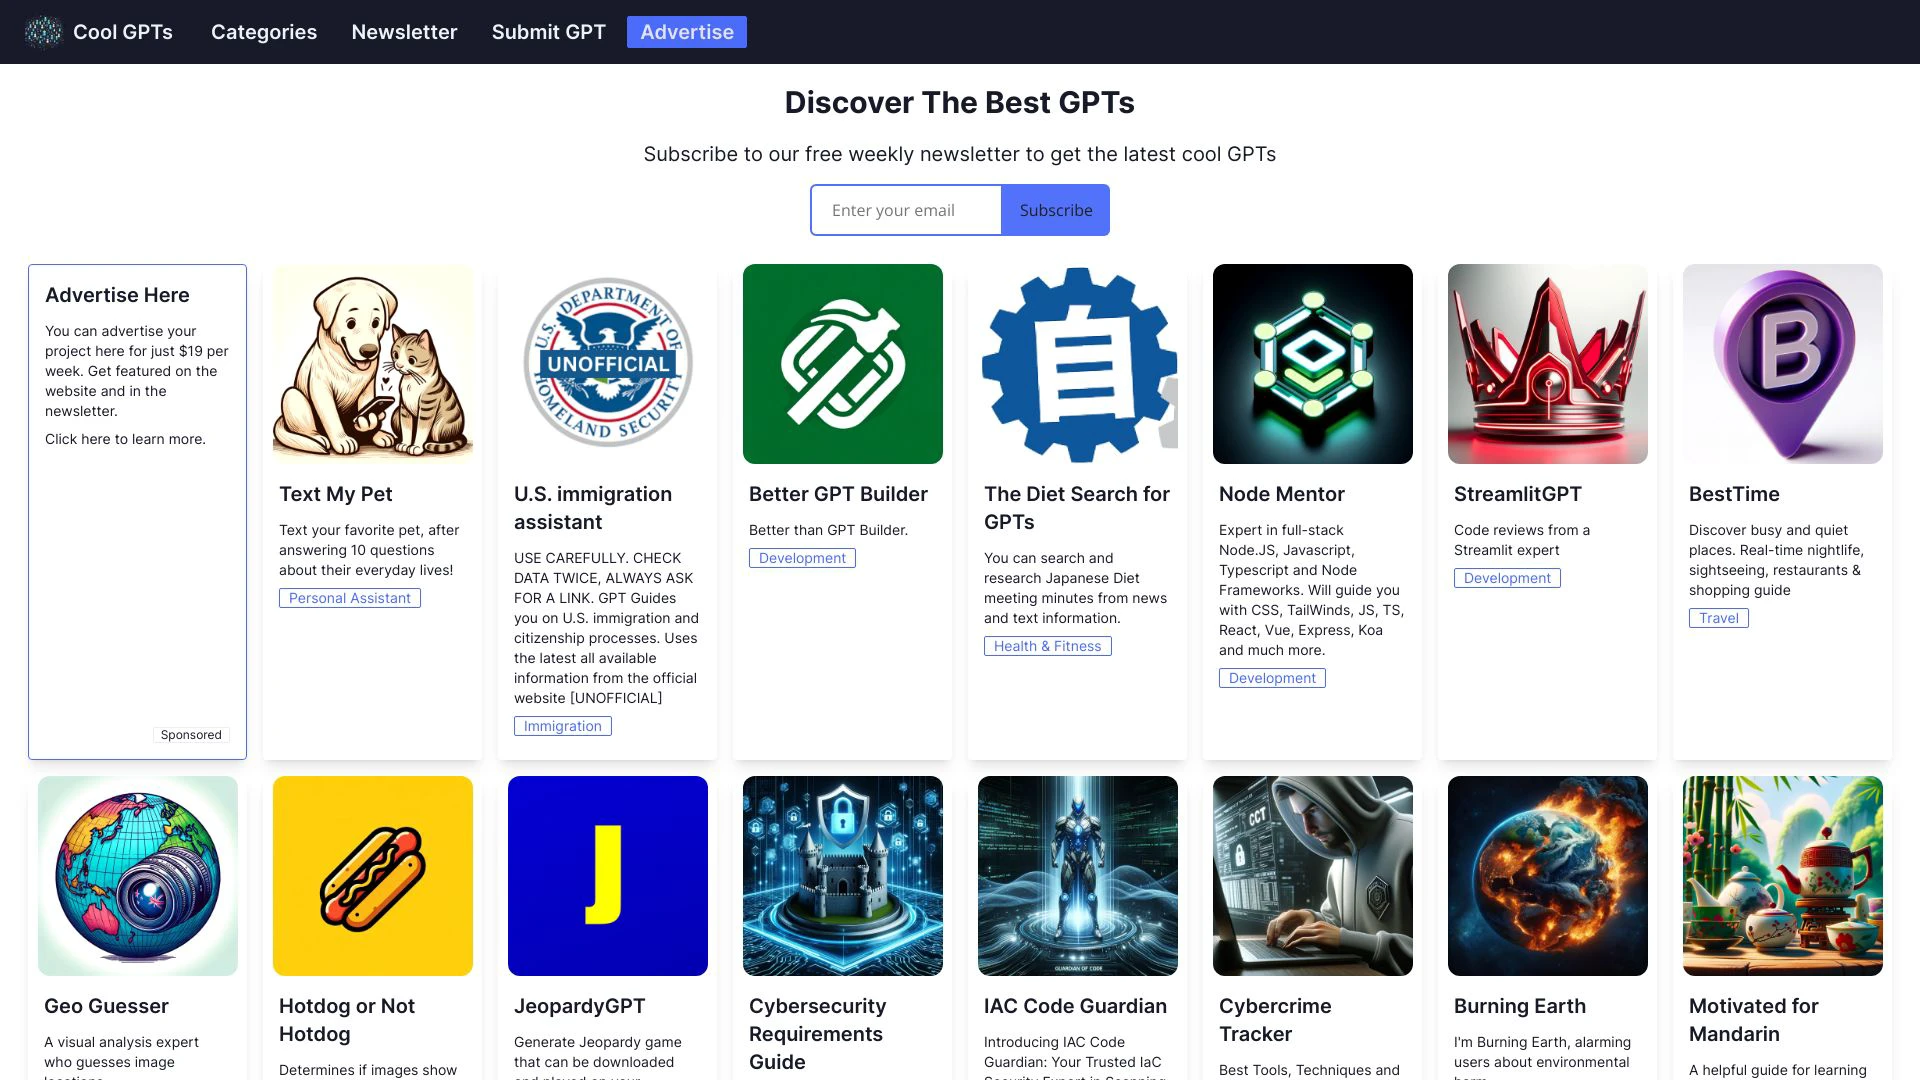 Cool GPTs
Categories
Newsletter
Submit GPT
Advertise
Discover The Best GPTs
Subscribe to our free weekly newsletter to get the latest cool GPTs
Enter your email
Subscribe
Advertise Here
You can advertise your
project here for just $19 per
week. Get featured on the
website and in the
newsletter.
Click here to learn more.
Sponsored
Text My Pet
Text your favorite pet, after
answering 10 questions
about their everyday lives!
Personal Assistant
U.S. DEPARTMENT OF
UNOFFICIAL
HOMELAND SECURITY
U.S. immigration
assistant
USE CAREFULLY. CHECK
DATA TWICE, ALWAYS ASK
FOR A LINK. GPT Guides
you on U.S. immigration and
citizenship processes. Uses
the latest all available
information from the official
website [UNOFFICIAL]
Immigration
Better GPT Builder
Better than GPT Builder.
Development
The Diet Search for
GPTs
You can search and
research Japanese Diet
meeting minutes from news
and text information.
Health & Fitness
Node Mentor
Expert in full-stack
Node.JS, Javascript,
Typescript and Node
Frameworks. Will guide you
with CSS, TailWinds, JS, TS,
React, Vue, Express, Koa
and much more.
Development
StreamlitGPT
Code reviews from a
Streamlit expert
Development
B
BestTime
Discover busy and quiet
places. Real-time nightlife,
sightseeing, restaurants &
shopping guide
Travel
Geo Guesser
A visual analysis expert
who guesses image
Hotdog or Not
Hotdog
Determines if images show
J
JeopardyGPT
Generate Jeopardy game
that can be downloaded
Cybersecurity
Requirements
Guide
GUARDIAN OF CODE
IAC Code Guardian
Introducing IAC Code
Guardian: Your Trusted IaC
CCT
Cybercrime
Tracker
Best Tools, Techniques and
Burning Earth
I'm Burning Earth, alarming
users about environmental
Motivated for
Mandarin
A helpful guide for learning